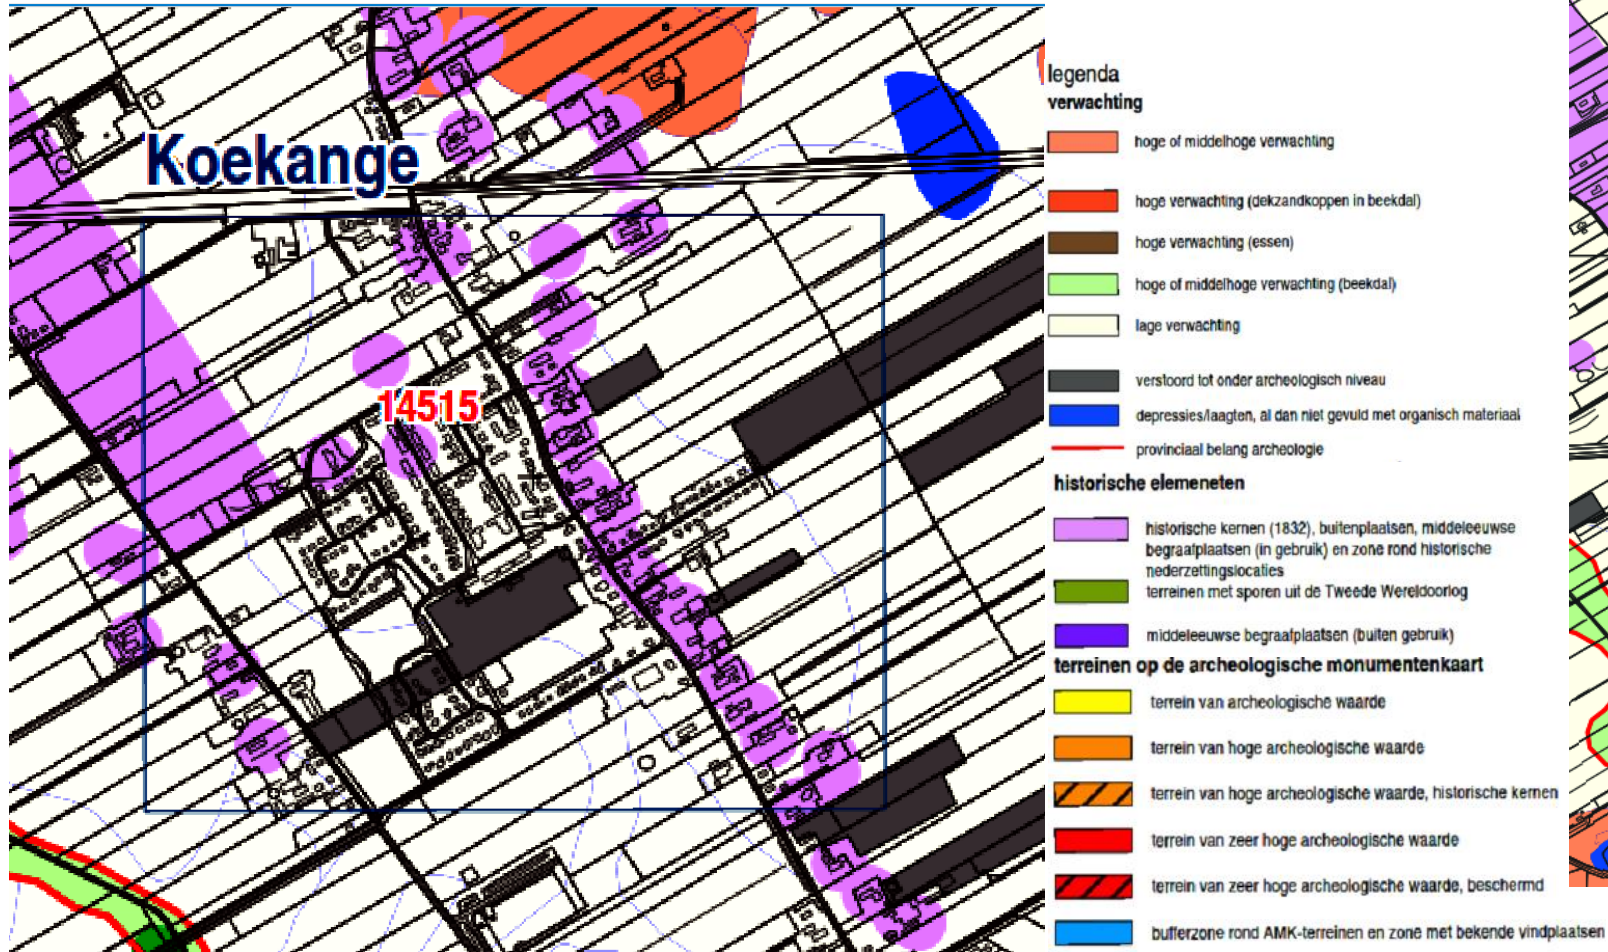 Koekange
14515
legenda
verwachting
hoge of middelhoge verwachting
hoge verwachting (dekzandkoppen in beekdal)
hoge verwachting (essen)
hoge of middelhoge verwachting (beekdal)
lage verwachting
verstoord tot onder archeologisch niveau
depressies/laagten, al dan niet gevuld met organisch materiaal
provinciaal belang archeologie
historische elemeneten
historische kernen (1832), buitenplaatsen, middeleeuwse
begraafplaatsen (in gebruik) en zone rond historische
nederzettingslocaties
terreinen met sporen uit de Tweede Wereldoorlog
middeleeuwse begraafplaatsen (buiten gebruik)
terreinen op de archeologische monumentenkaart
terrein van archeologische waarde
terrein van hoge archeologische waarde
terrein van hoge archeologische waarde, historische kernen
terrein van zeer hoge archeologische waarde
terrein van zeer hoge archeologische waarde, beschermd
bufferzone rond AMK-terreinen en zone met bekende vindplaatsen